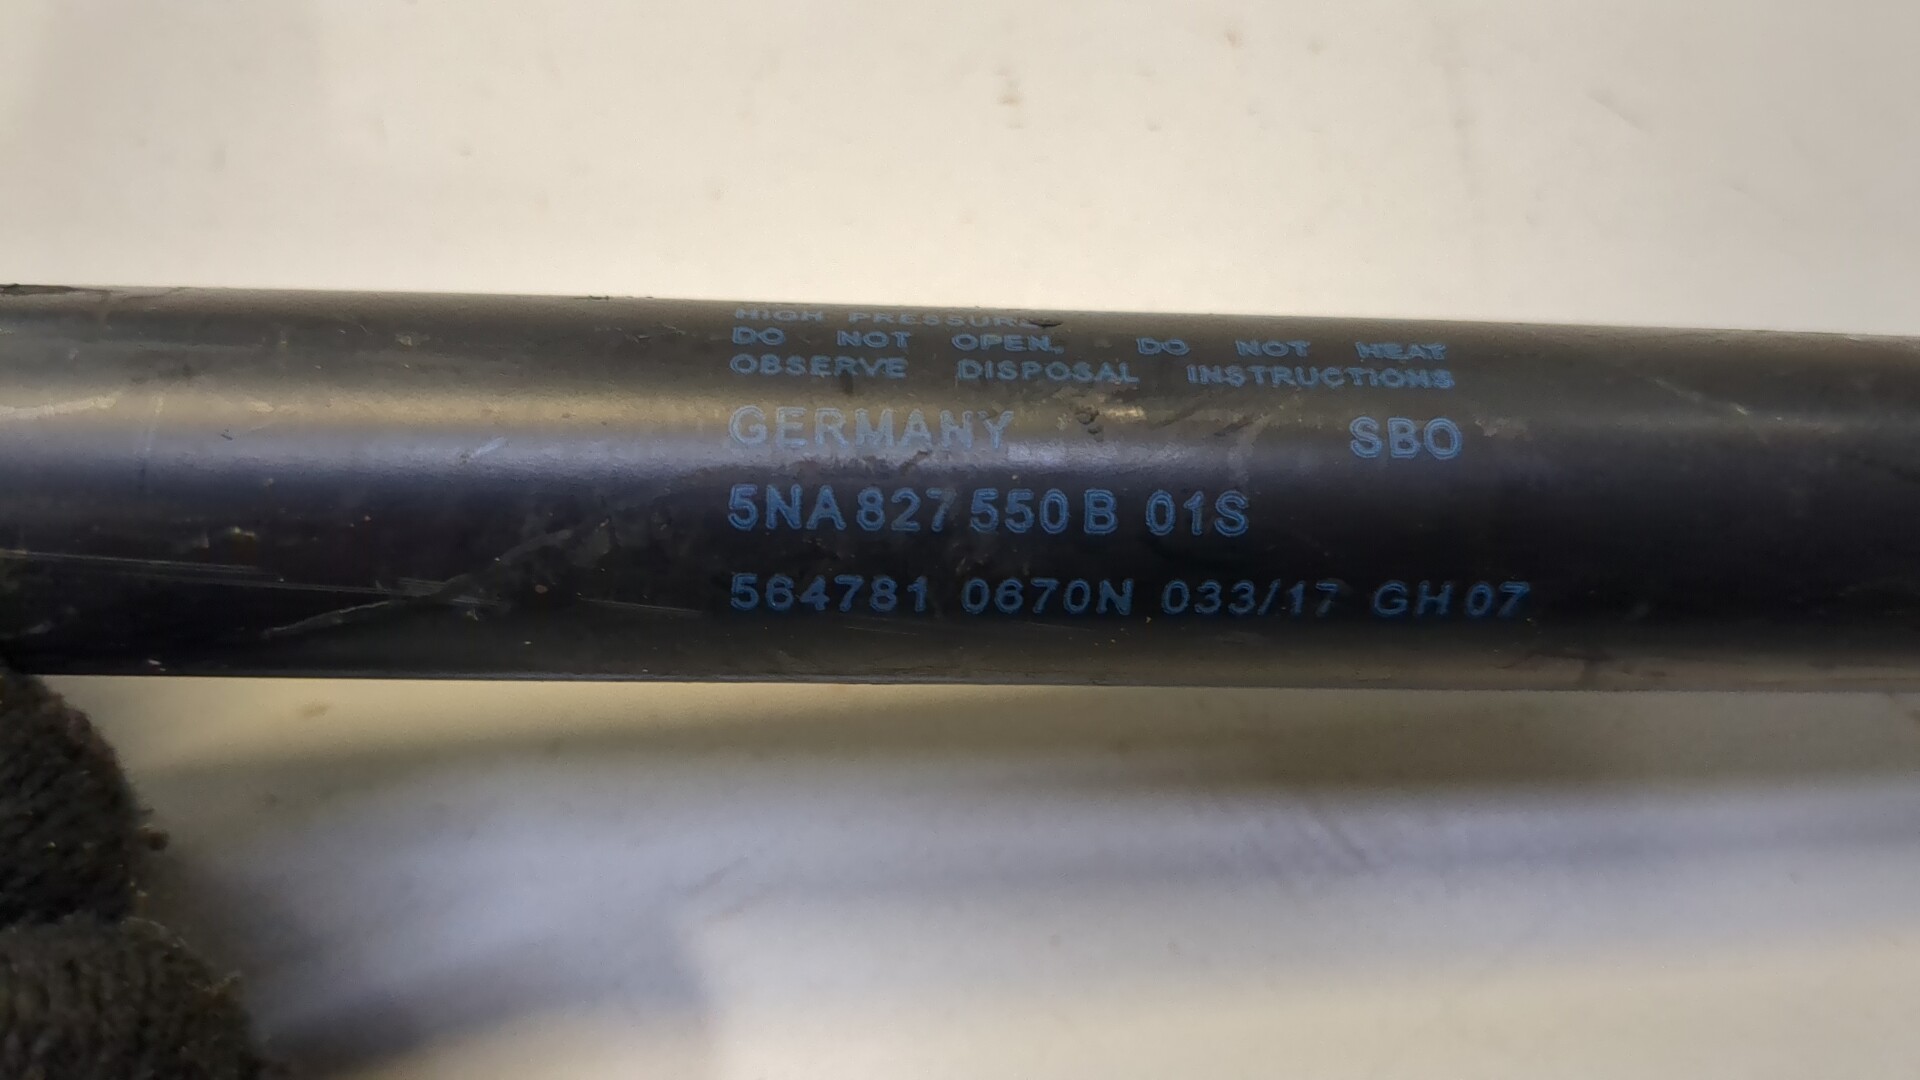 HIGH PRESSURE
DO NOT OPEN, DO NOT HEAT
OBSERVE DISPOSAL INSTRUCTIONS
GERMANY SBO
5NA 827 550 B 01S
564781 0670N 033/17 GH 07